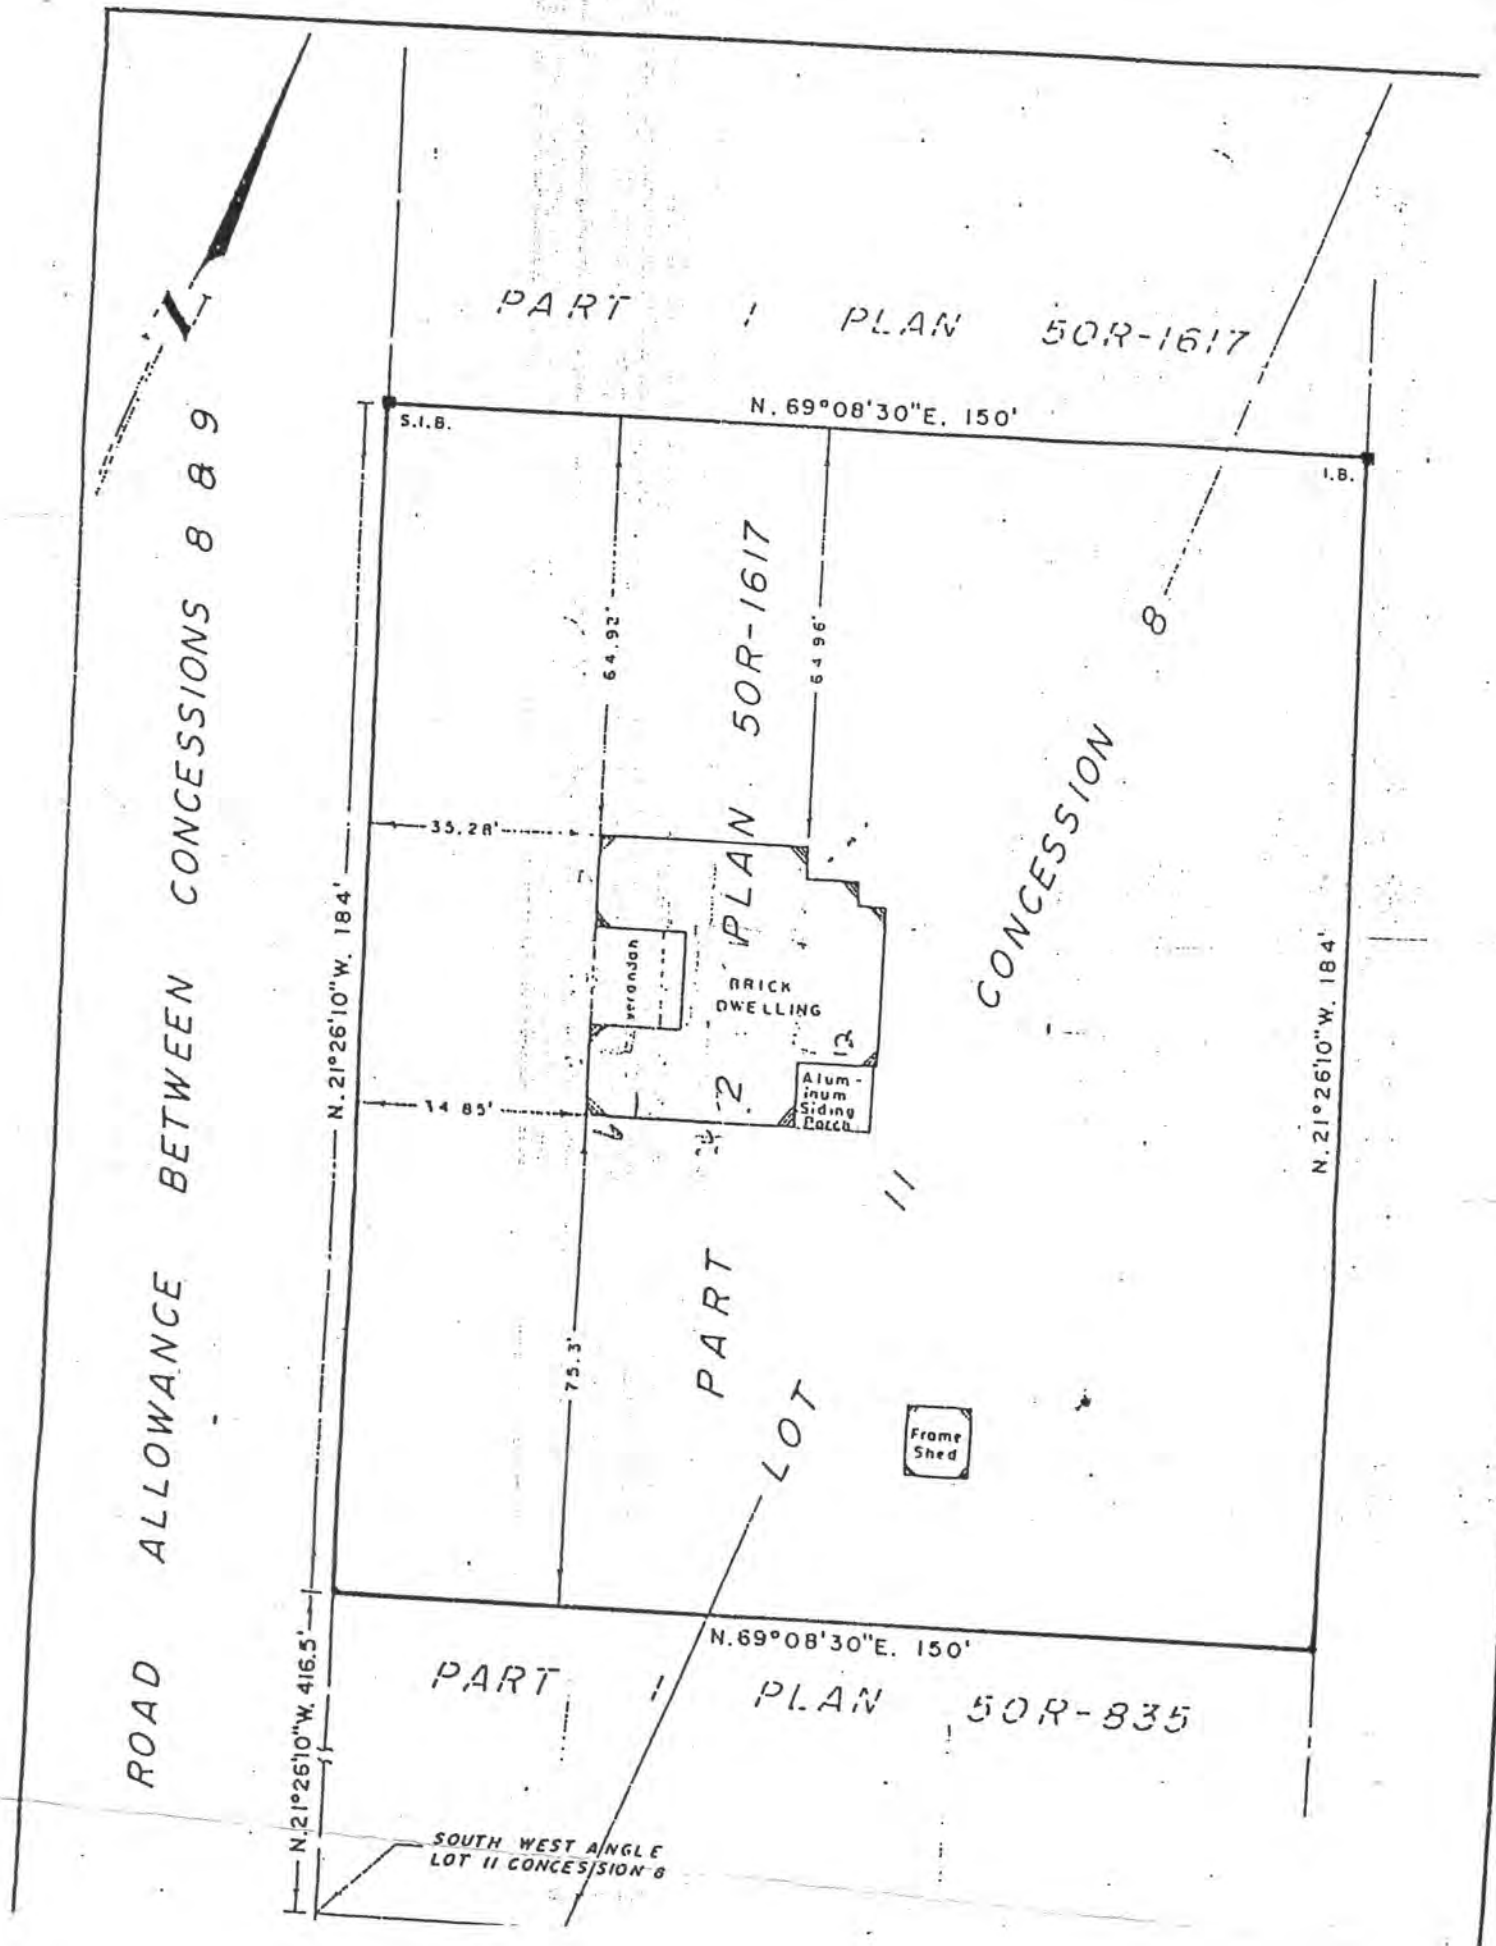 N
PART 1 PLAN 50R-1617
N. 69°08'30"E. 150'
S.I.B.
I.B.
ROAD ALLOWANCE BETWEEN CONCESSIONS 8 & 9
N. 21°26'10"W. 184'
64.92'
PART 2 PLAN 50R-1617
64 96'
LOT 11 CONCESSION 8
35.28'
verandah
BRICK
DWELLING
12
Alum-
inum
Siding
Porch
34 85'
6
N. 21°26'10"W. 184'
75.3'
Frame
Shed
N. 69°08'30"E. 150'
PART 1 PLAN 50R-835
N. 21°26'10"W. 416.5'
SOUTH WEST ANGLE
LOT 11 CONCESSION 8